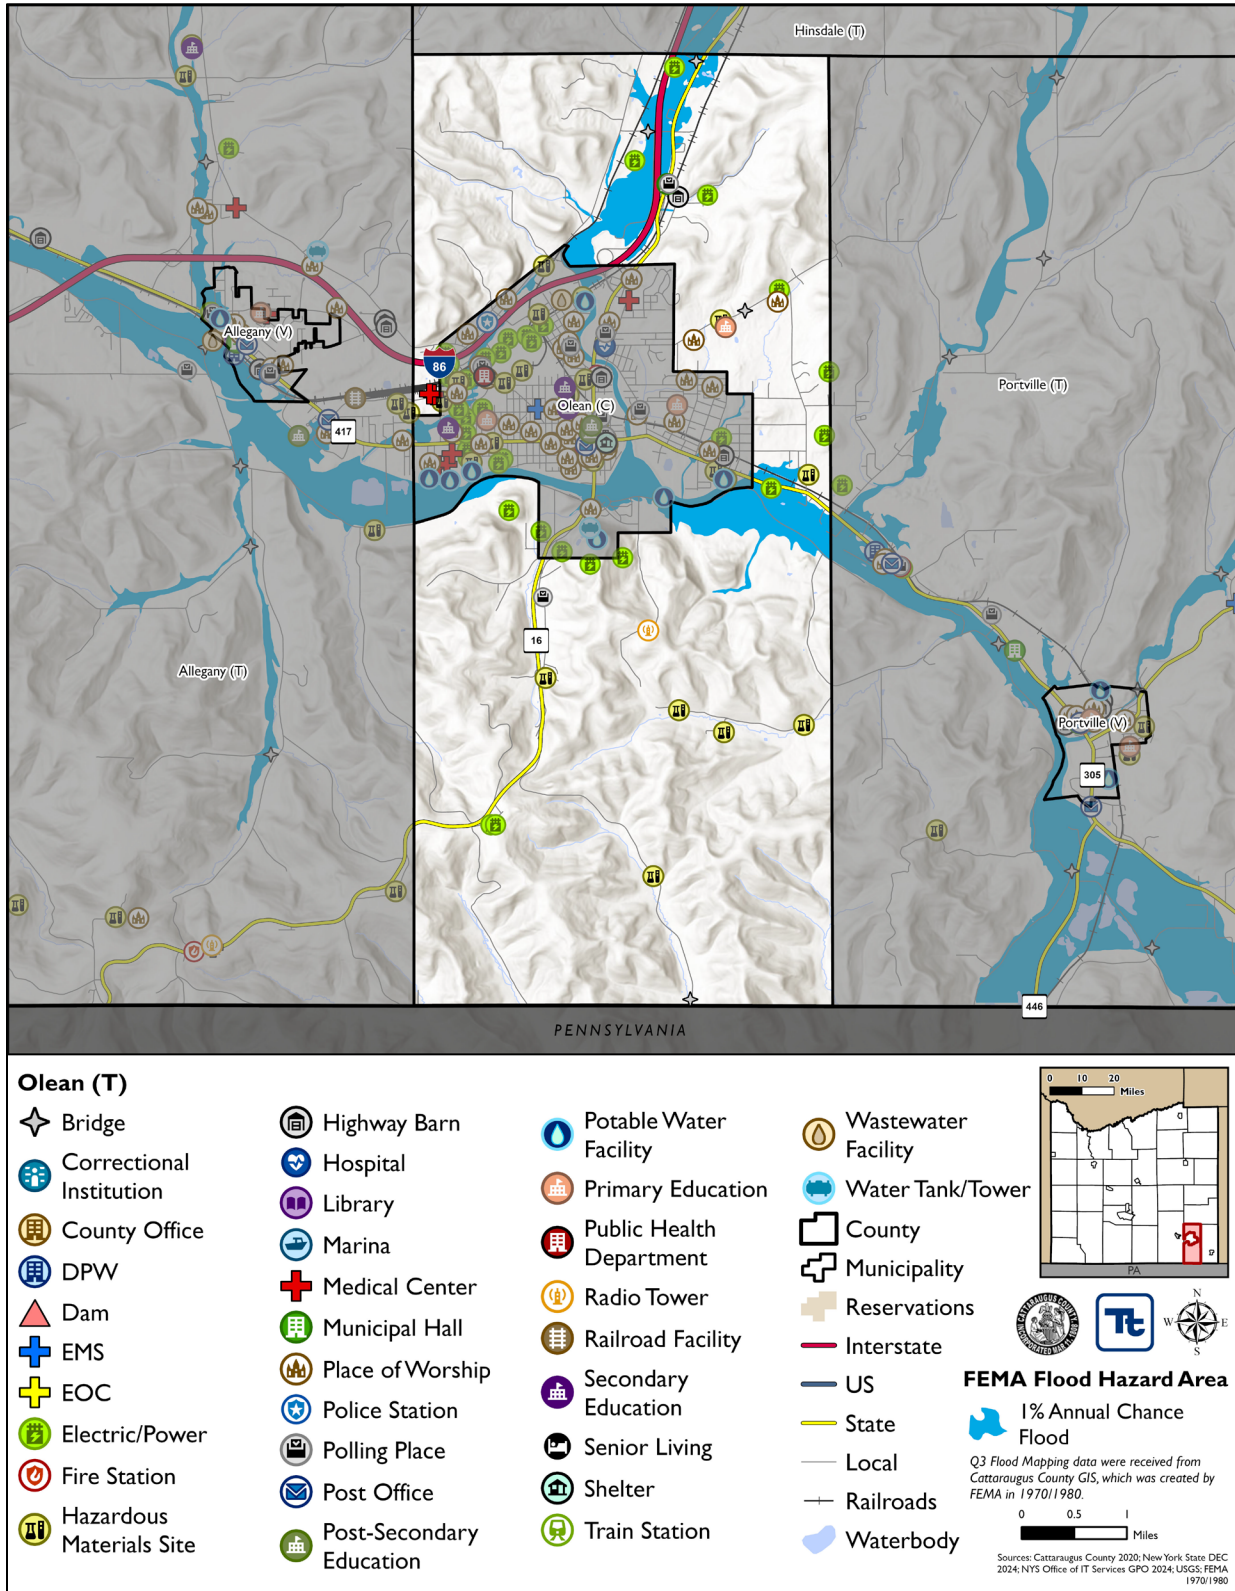 Hinsdale (T)
Allegany (V)
86
Olean (C)
Portville (T)
417
16
Allegany (T)
Portville (V)
305
446
PENNSYLVANIA
Olean (T)
Bridge
Correctional
Institution
County Office
DPW
Dam
EMS
EOC
Electric/Power
Fire Station
Hazardous
Materials Site
Highway Barn
Hospital
Library
Marina
Medical Center
Municipal Hall
Place of Worship
Police Station
Polling Place
Post Office
Post-Secondary
Education
Potable Water
Facility
Primary Education
Public Health
Department
Radio Tower
Railroad Facility
Secondary
Education
Senior Living
Shelter
Train Station
Wastewater
Facility
Water Tank/Tower
County
Municipality
Reservations
Interstate
US
State
Local
Railroads
Waterbody
0 10 20
Miles
PA
Tt
N
W E
S
FEMA Flood Hazard Area
1% Annual Chance
Flood
Q3 Flood Mapping data were received from
Cattaraugus County GIS, which was created by
FEMA in 1970/1980.
0 0.5 1
Miles
Sources: Cattaraugus County 2020; New York State DEC
2024; NYS Office of IT Services GPO 2024; USGS; FEMA
1970/1980